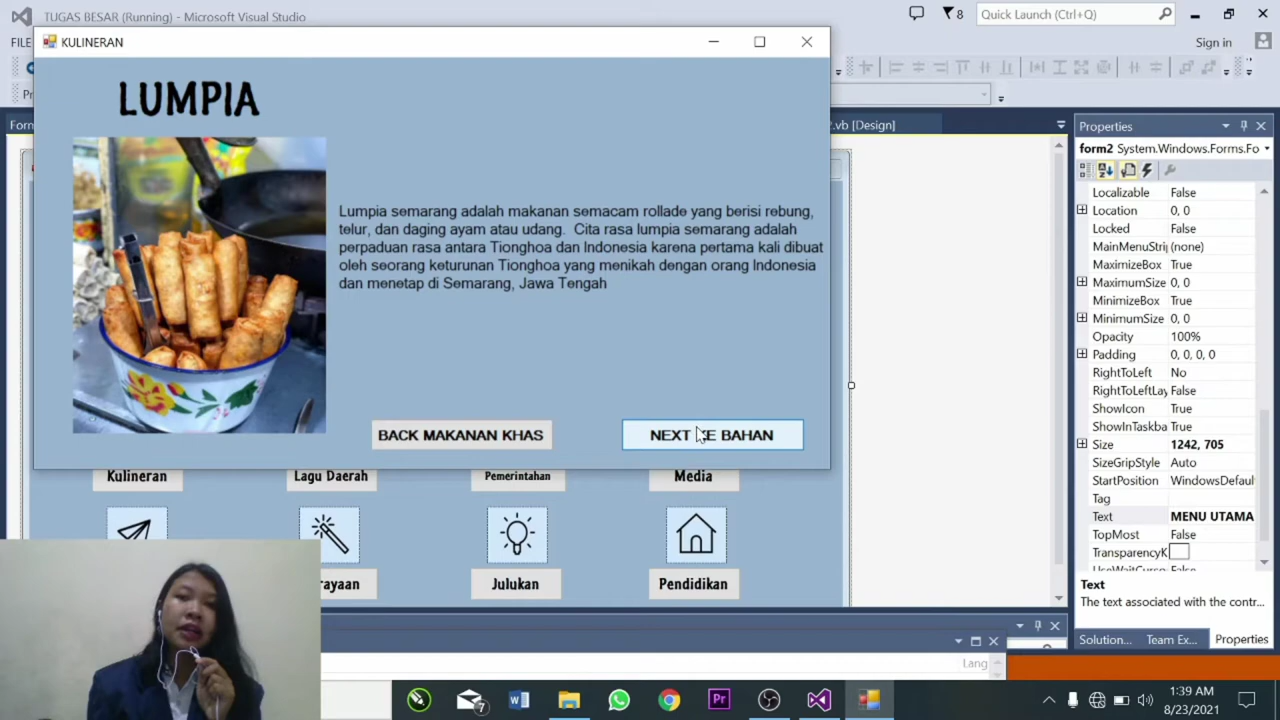 TUGAS BESAR (Running) - Microsoft Visual Studio
8
Quick Launch (Ctrl+Q)
FILE
KULINERAN
Sign in
LUMPIA
Form
.vb [Design]
Properties
form2 System.Windows.Forms.Fo
Localizable False
Location 0, 0
Locked False
MainMenuStri (none)
MaximizeBox True
MaximumSize 0, 0
MinimizeBox True
MinimumSize 0, 0
Opacity 100%
Padding 0, 0, 0, 0
RightToLeft No
RightToLeftLay False
ShowIcon True
ShowInTaskba True
Size 1242, 705
SizeGripStyle Auto
StartPosition WindowsDefaul
Tag
Text MENU UTAMA
TopMost False
TransparencyK
Text
The text associated with the contr...
Solution... Team Ex... Properties
Lumpia semarang adalah makanan semacam rollade yang berisi rebung,
telur, dan daging ayam atau udang. Cita rasa lumpia semarang adalah
perpaduan rasa antara Tionghoa dan Indonesia karena pertama kali dibuat
oleh seorang keturunan Tionghoa yang menikah dengan orang Indonesia
dan menetap di Semarang, Jawa Tengah
BACK MAKANAN KHAS NEXT KE BAHAN
Kulineran Lagu Daerah Pemerintahan Media
rayaan Julukan Pendidikan
Lang
7
1:39 AM
8/23/2021